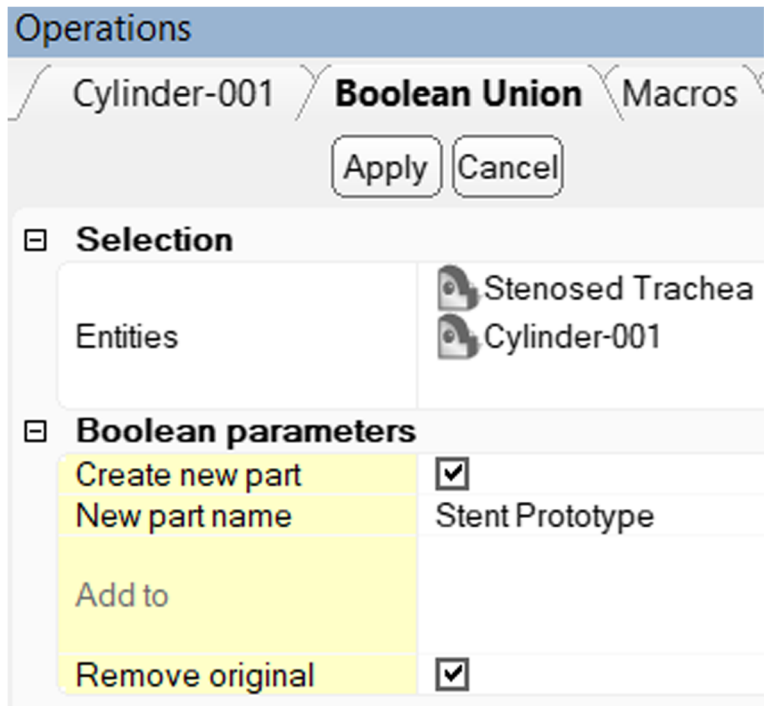 Operations
Cylinder-001 Boolean Union Macros
Apply Cancel
Selection
Stenosed Trachea
Entities Cylinder-001
Boolean parameters
Create new part
New part name Stent Prototype
Add to
Remove original